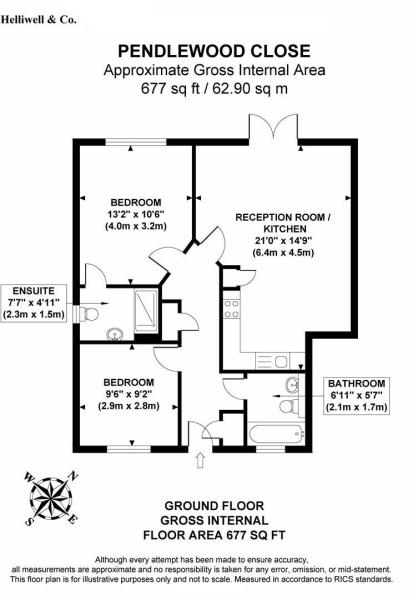 Helliwell & Co.
PENDLEWOOD CLOSE
Approximate Gross Internal Area
677 sq ft / 62.90 sq m
BEDROOM
13'2" x 10'6"
(4.0m x 3.2m)
RECEPTION ROOM /
KITCHEN
21'0" x 14'9"
(6.4m x 4.5m)
ENSUITE
7'7" x 4'11"
(2.3m x 1.5m)
BEDROOM
9'6" x 9'2"
(2.9m x 2.8m)
BATHROOM
6'11" x 5'7"
(2.1m x 1.7m)
W N
S E
GROUND FLOOR
GROSS INTERNAL
FLOOR AREA 677 SQ FT
Although every attempt has been made to ensure accuracy,
all measurements are approximate and no responsibility is taken for any error, omission, or mid-statement.
This floor plan is for illustrative purposes only and not to scale. Measured in accordance to RICS standards.